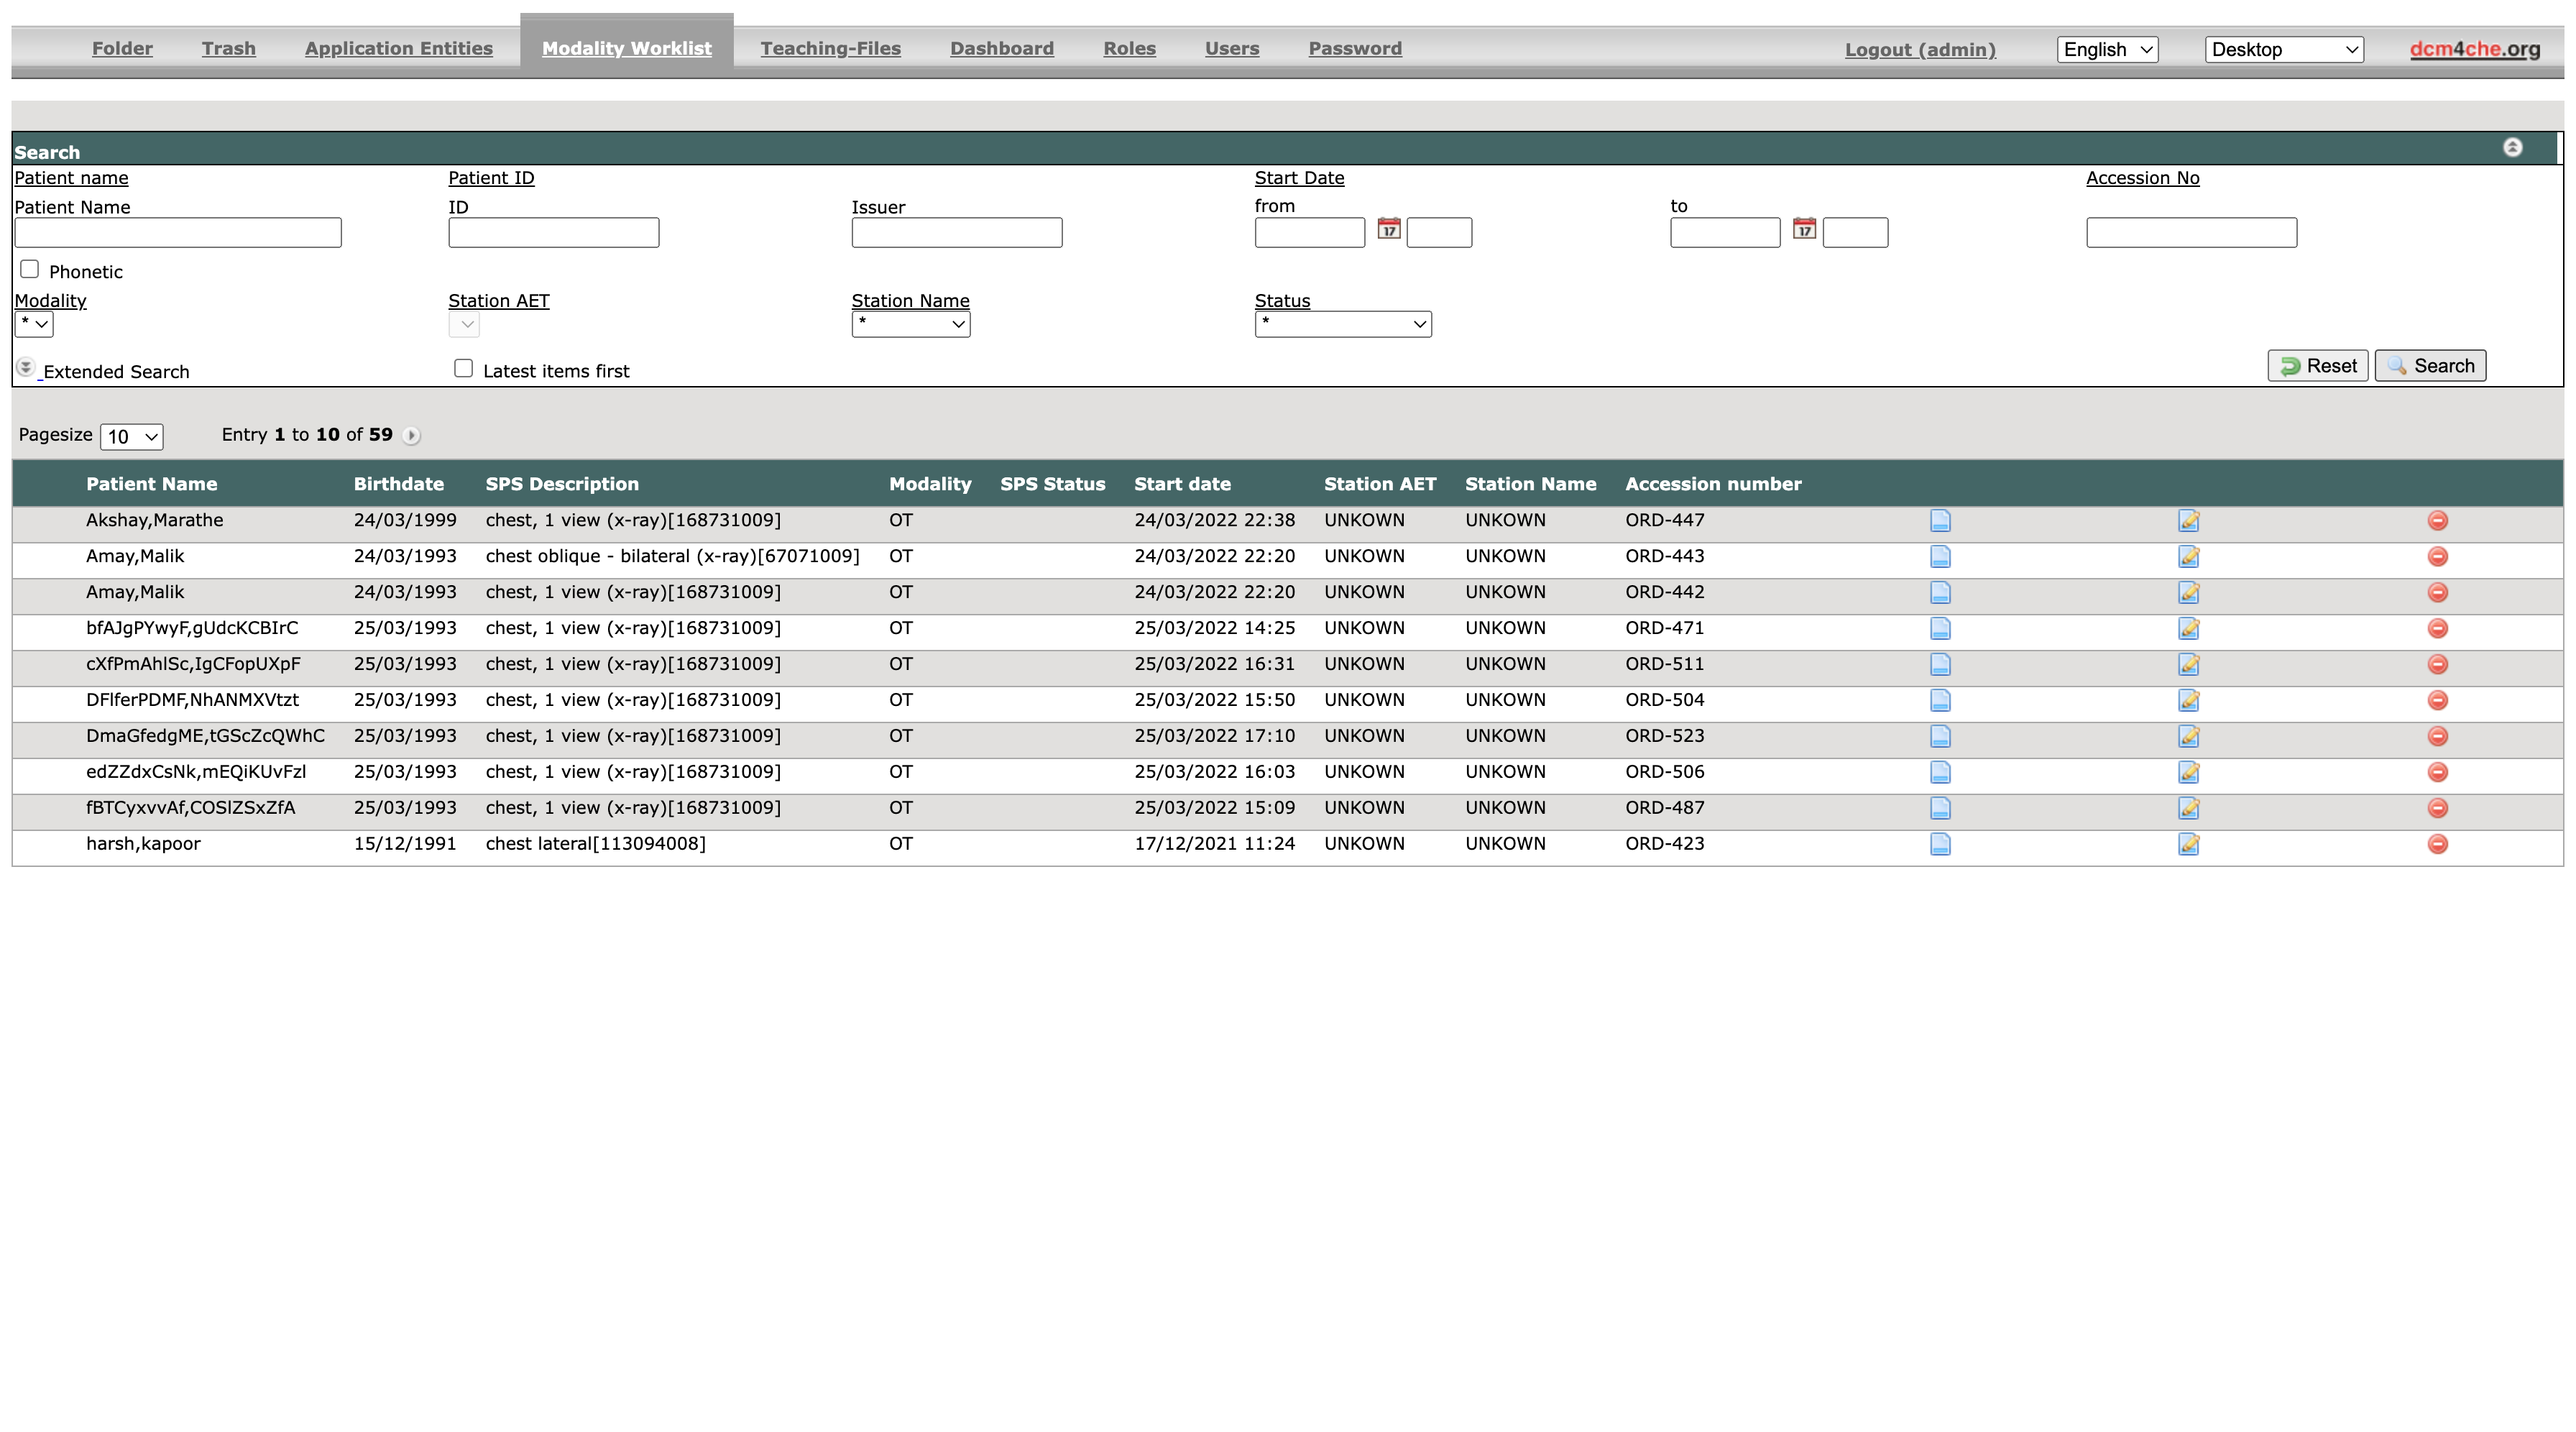 Folder Trash Application Entities Modality Worklist Teaching-Files Dashboard Roles Users Password Logout (admin) English Desktop dcm4che.org
Search
Patient name Patient ID Start Date Accession No
Patient Name ID Issuer from to
17 17
Phonetic
Modality Station AET Station Name Status
* * *
Extended Search Latest items first Reset Search
Pagesize 10 Entry 1 to 10 of 59
Patient Name Birthdate SPS Description Modality SPS Status Start date Station AET Station Name Accession number
Akshay,Marathe 24/03/1999 chest, 1 view (x-ray)[168731009] OT 24/03/2022 22:38 UNKOWN UNKOWN ORD-447
Amay,Malik 24/03/1993 chest oblique - bilateral (x-ray)[67071009] OT 24/03/2022 22:20 UNKOWN UNKOWN ORD-443
Amay,Malik 24/03/1993 chest, 1 view (x-ray)[168731009] OT 24/03/2022 22:20 UNKOWN UNKOWN ORD-442
bfAJgPYwyF,gUdcKCBIrC 25/03/1993 chest, 1 view (x-ray)[168731009] OT 25/03/2022 14:25 UNKOWN UNKOWN ORD-471
cXfPmAhlSc,IgCFopUXpF 25/03/1993 chest, 1 view (x-ray)[168731009] OT 25/03/2022 16:31 UNKOWN UNKOWN ORD-511
DFlferPDMF,NhANMXVtzt 25/03/1993 chest, 1 view (x-ray)[168731009] OT 25/03/2022 15:50 UNKOWN UNKOWN ORD-504
DmaGfedgME,tGScZcQWhC 25/03/1993 chest, 1 view (x-ray)[168731009] OT 25/03/2022 17:10 UNKOWN UNKOWN ORD-523
edZZdxCsNk,mEQiKUvFzl 25/03/1993 chest, 1 view (x-ray)[168731009] OT 25/03/2022 16:03 UNKOWN UNKOWN ORD-506
fBTCyxvvAf,COSlZSxZfA 25/03/1993 chest, 1 view (x-ray)[168731009] OT 25/03/2022 15:09 UNKOWN UNKOWN ORD-487
harsh,kapoor 15/12/1991 chest lateral[113094008] OT 17/12/2021 11:24 UNKOWN UNKOWN ORD-423